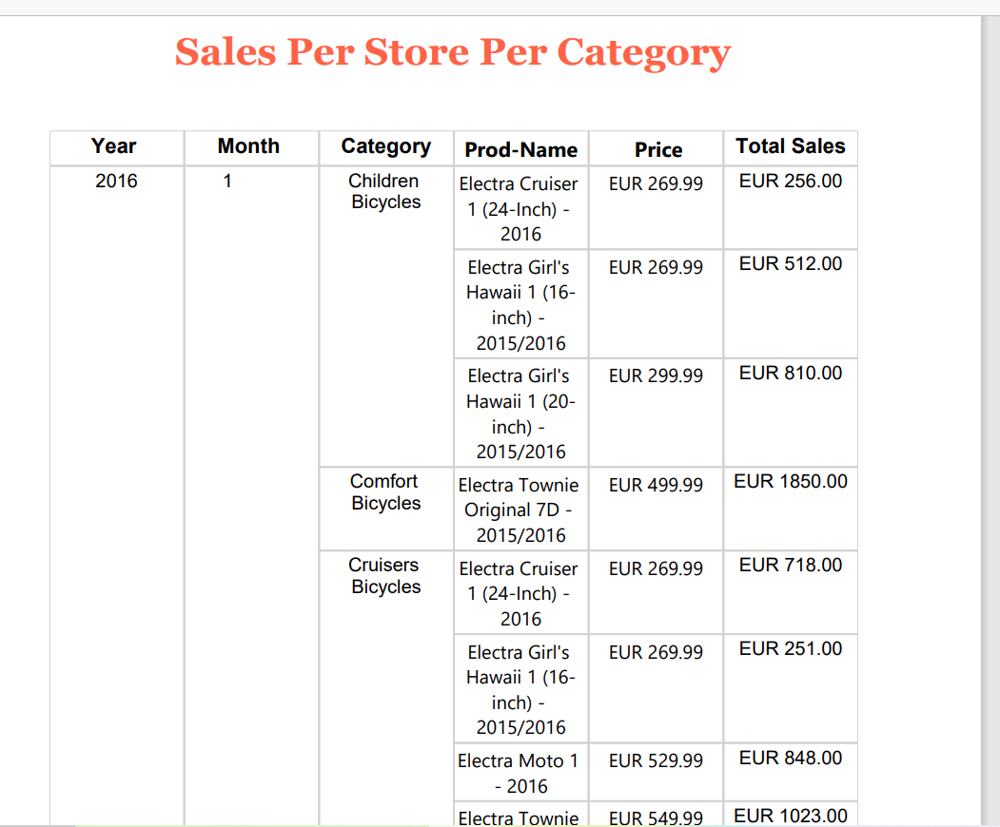 Sales Per Store Per Category
Year Month Category Prod-Name Price Total Sales
2016 1 Children Electra Cruiser EUR 269.99 EUR 256.00
Bicycles 1 (24-Inch) -
2016
Electra Girl's EUR 269.99 EUR 512.00
Hawaii 1 (16-
inch) -
2015/2016
Electra Girl's EUR 299.99 EUR 810.00
Hawaii 1 (20-
inch) -
2015/2016
Comfort Electra Townie EUR 499.99 EUR 1850.00
Bicycles Original 7D -
2015/2016
Cruisers Electra Cruiser EUR 269.99 EUR 718.00
Bicycles 1 (24-Inch) -
2016
Electra Girl's EUR 269.99 EUR 251.00
Hawaii 1 (16-
inch) -
2015/2016
Electra Moto 1 EUR 529.99 EUR 848.00
- 2016
Electra Townie EUR 549.99 EUR 1023.00